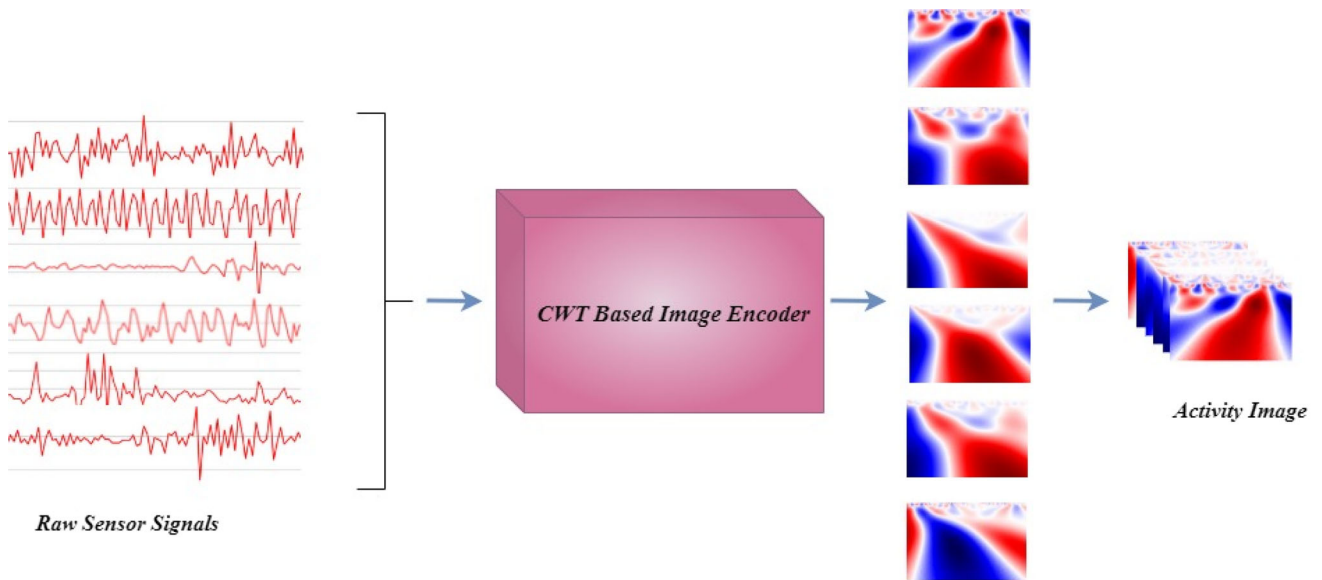 CWT Based Image Encoder
Activity Image
Raw Sensor Signals